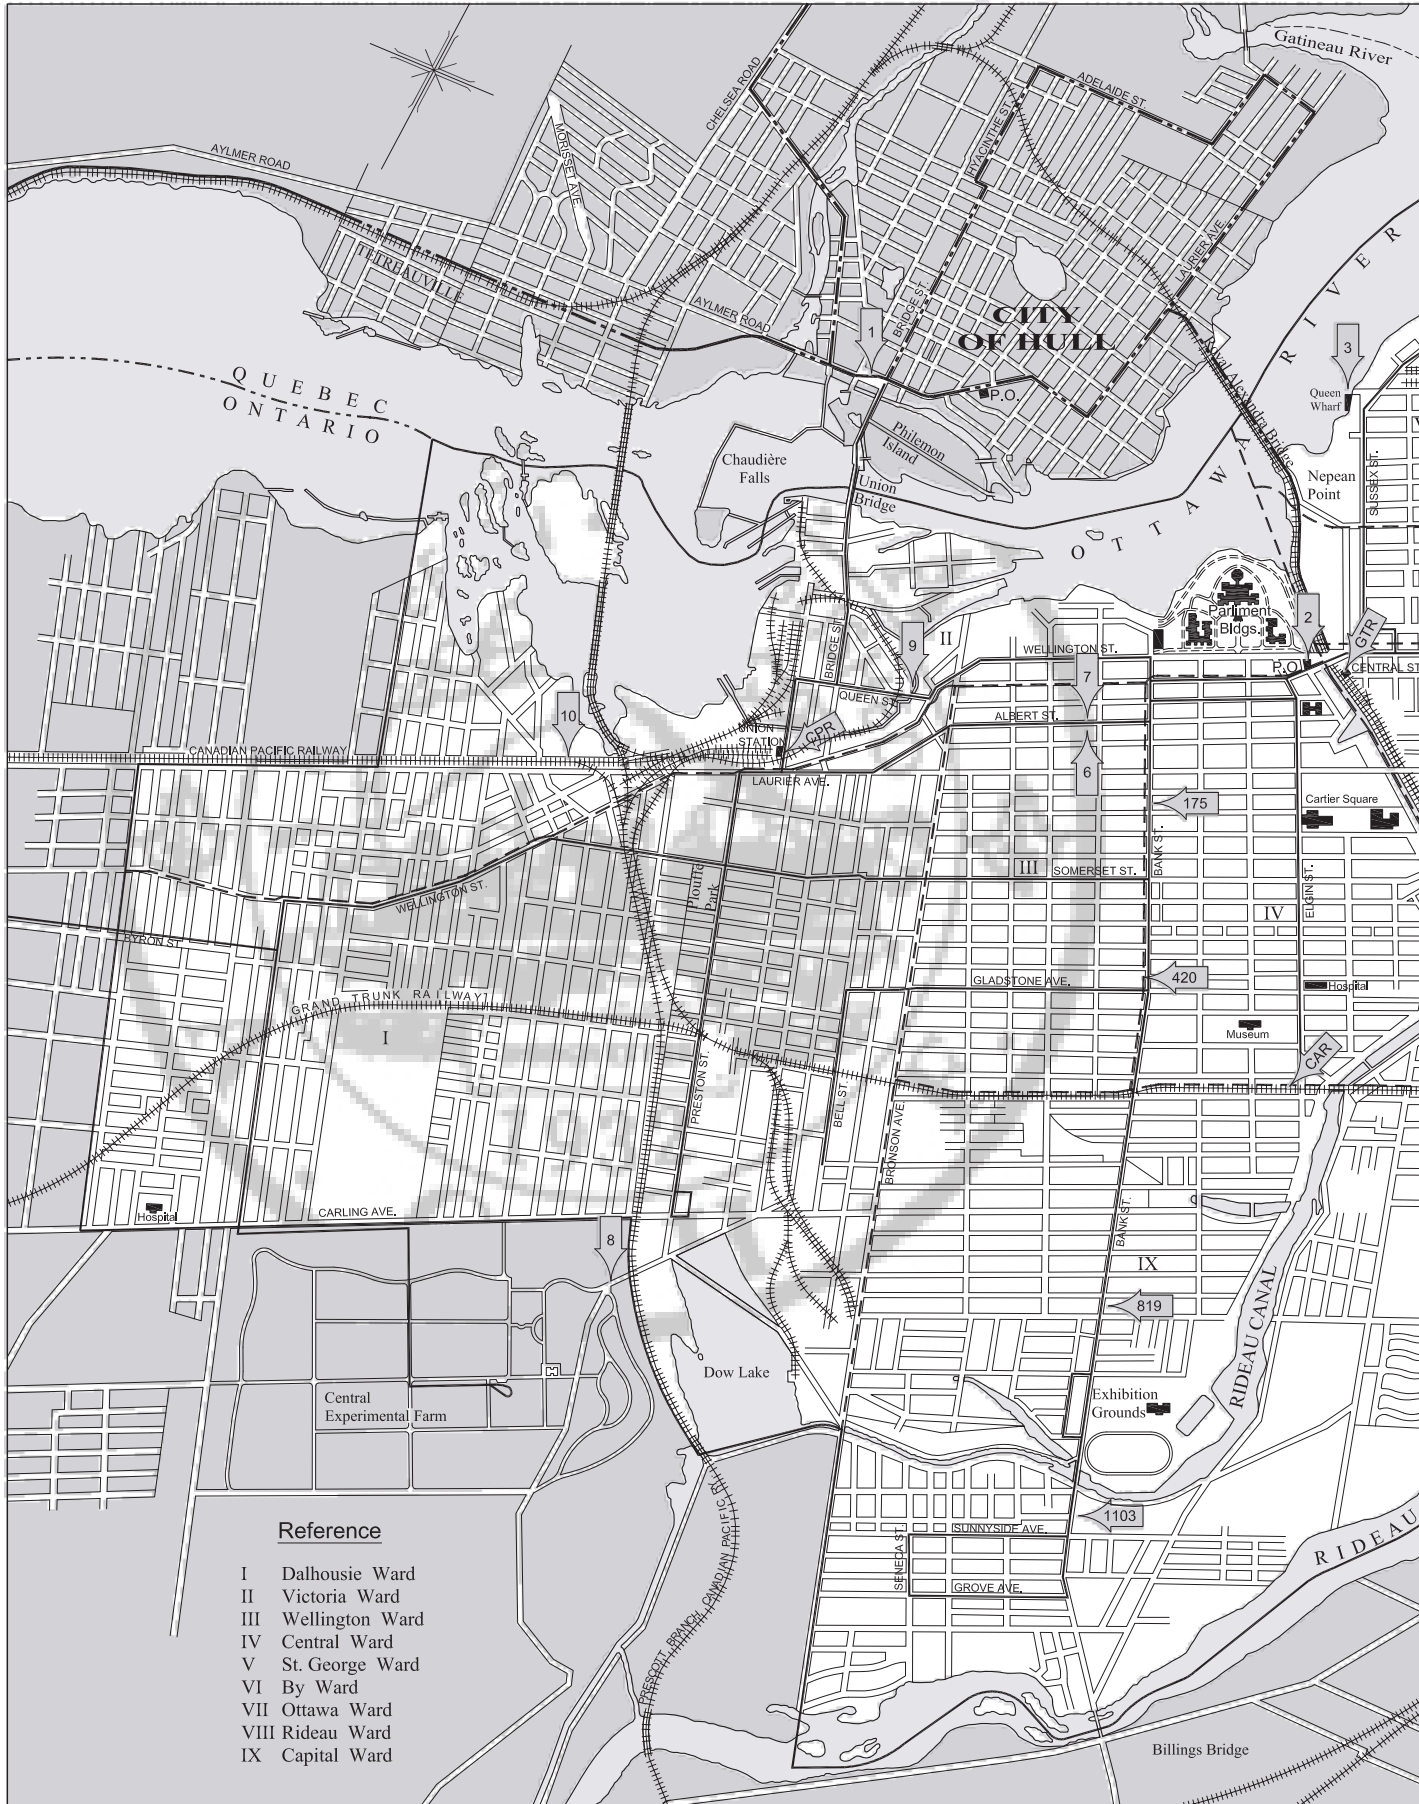 Gatineau River
ADELAIDE ST.
CHELSEA ROAD
HYACINTHE ST.
MORISSET AVE.
AYLMER ROAD
LAURIER AVE.
TETREAUVILLE
AYLMER ROAD
BRIDGE ST.
CITY
OF HULL
1
3
QUEBEC
ONTARIO
P.O.
Royal Alexandra Bridge
Queen
Wharf
OTTAWA RIVER
Philemon
Island
Chaudière
Falls
Union
Bridge
Nepean
Point
SUSSEX ST.
Parliment
Bldgs.
2
GTR
II
9
WELLINGTON ST.
BRIDGE ST.
P.O.
CENTRAL ST
7
QUEEN ST.
10
ALBERT ST.
UNION
STATION
CPR
CANADIAN PACIFIC RAILWAY
LAURIER AVE.
6
175
Cartier Square
BANK ST.
III
SOMERSET ST.
WELLINGTON ST.
Plouffe
Park
IV
ELGIN ST.
BYRON ST.
GLADSTONE AVE.
420
Hospital
GRAND TRUNK RAILWAY
I
Museum
CAR
PRESTON ST.
BELL ST.
BRONSON AVE.
1932
Hospital
CARLING AVE.
BANK ST.
8
IX
RIDEAU CANAL
819
Dow Lake
Central
Experimental Farm
Exhibition
Grounds
1103
SENECA ST.
SUNNYSIDE AVE.
GROVE AVE.
RIDEAU
PRESCOTT BRANCH CANADIAN PACIFIC RY
Billings Bridge
Reference
I Dalhousie Ward
II Victoria Ward
III Wellington Ward
IV Central Ward
V St. George Ward
VI By Ward
VII Ottawa Ward
VIII Rideau Ward
IX Capital Ward